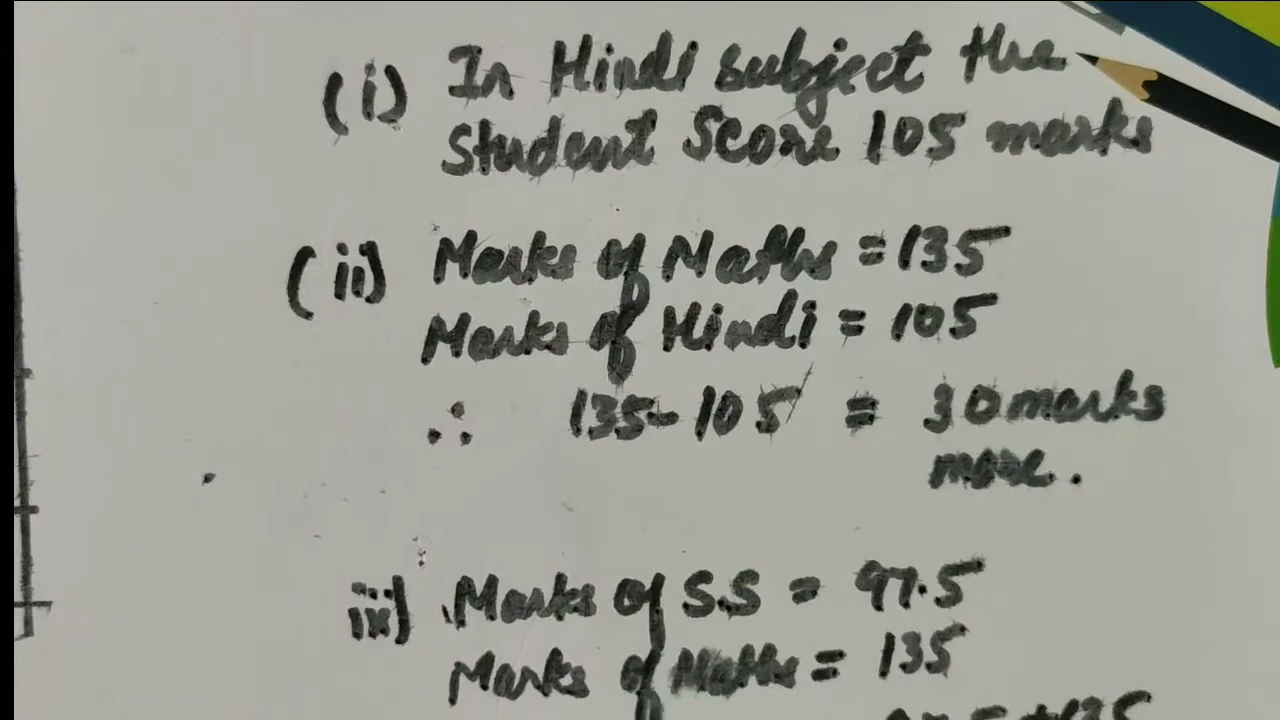 (i) In Hindi subject the
student Score 105 marks
(ii) Marks of Maths = 135
Marks of Hindi = 105
∴ 135 - 105 = 30 marks
more.
iii) Marks of S.S = 97.5
Marks of Maths = 135